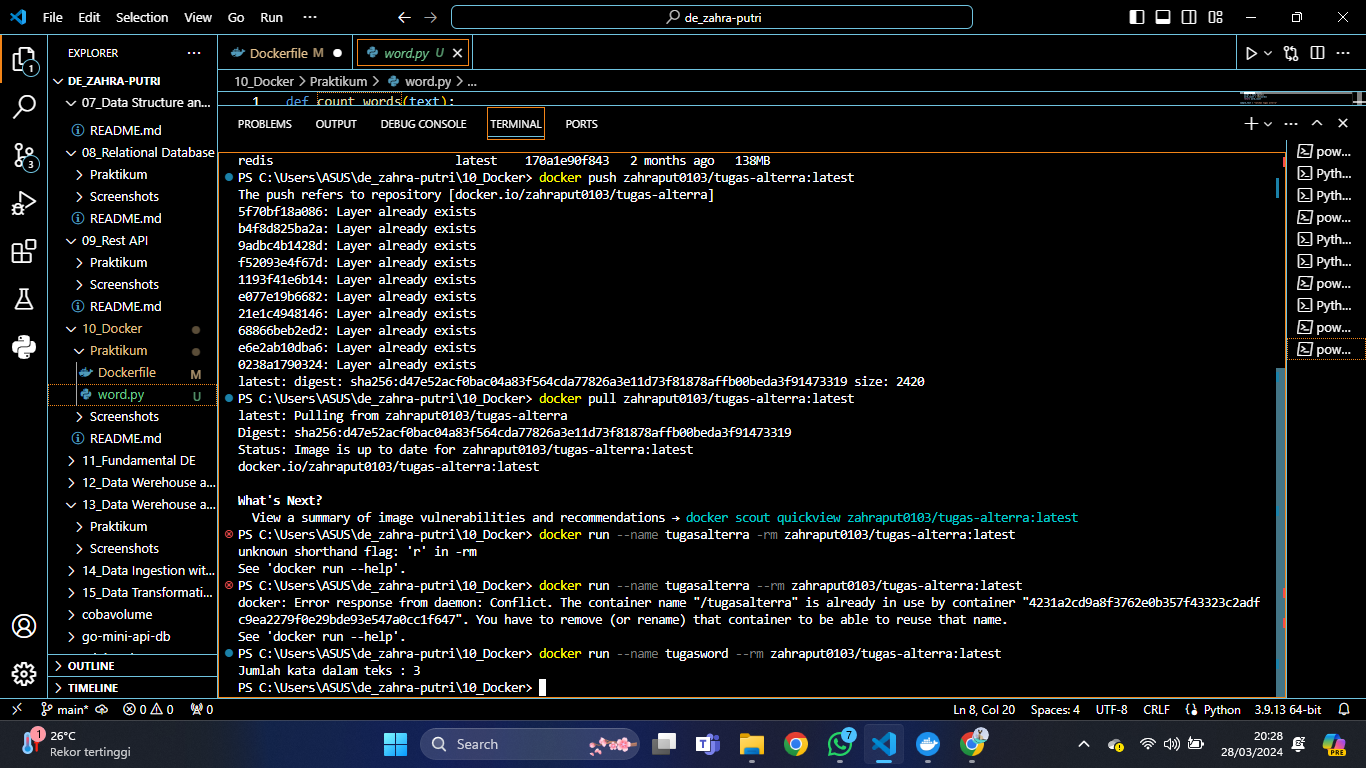 File Edit Selection View Go Run ··· de_zahra-putri
EXPLORER
DE_ZAHRA-PUTRI
07_Data Structure an...
README.md
08_Relational Database
Praktikum
Screenshots
README.md
09_Rest API
Praktikum
Screenshots
README.md
10_Docker
Praktikum
Dockerfile M
word.py U
Screenshots
README.md
11_Fundamental DE
12_Data Werehouse a...
13_Data Werehouse a...
Praktikum
Screenshots
14_Data Ingestion wit...
15_Data Transformati...
cobavolume
go-mini-api-db
OUTLINE
TIMELINE
1
3
Dockerfile M
word.py U
10_Docker > Praktikum > word.py > ...
1 def count_words(text):
PROBLEMS OUTPUT DEBUG CONSOLE TERMINAL PORTS
redis latest 170a1e90f843 2 months ago 138MB
PS C:\Users\ASUS\de_zahra-putri\10_Docker> docker push zahraput0103/tugas-alterra:latest
The push refers to repository [docker.io/zahraput0103/tugas-alterra]
5f70bf18a086: Layer already exists
b4f8d825ba2a: Layer already exists
9adbc4b1428d: Layer already exists
f52093e4f67d: Layer already exists
1193f41e6b14: Layer already exists
e077e19b6682: Layer already exists
21e1c4948146: Layer already exists
68866beb2ed2: Layer already exists
e6e2ab10dba6: Layer already exists
0238a1790324: Layer already exists
latest: digest: sha256:d47e52acf0bac04a83f564cda77826a3e11d73f81878affb00beda3f91473319 size: 2420
PS C:\Users\ASUS\de_zahra-putri\10_Docker> docker pull zahraput0103/tugas-alterra:latest
latest: Pulling from zahraput0103/tugas-alterra
Digest: sha256:d47e52acf0bac04a83f564cda77826a3e11d73f81878affb00beda3f91473319
Status: Image is up to date for zahraput0103/tugas-alterra:latest
docker.io/zahraput0103/tugas-alterra:latest
What's Next?
View a summary of image vulnerabilities and recommendations → docker scout quickview zahraput0103/tugas-alterra:latest
PS C:\Users\ASUS\de_zahra-putri\10_Docker> docker run --name tugasalterra -rm zahraput0103/tugas-alterra:latest
unknown shorthand flag: 'r' in -rm
See 'docker run --help'.
PS C:\Users\ASUS\de_zahra-putri\10_Docker> docker run --name tugasalterra --rm zahraput0103/tugas-alterra:latest
docker: Error response from daemon: Conflict. The container name "/tugasalterra" is already in use by container "4231a2cd9a8f3762e0b357f43323c2adf
c9ea2279f0e29bde93e547a0cc1f647". You have to remove (or rename) that container to be able to reuse that name.
See 'docker run --help'.
PS C:\Users\ASUS\de_zahra-putri\10_Docker> docker run --name tugasword --rm zahraput0103/tugas-alterra:latest
Jumlah kata dalam teks : 3
PS C:\Users\ASUS\de_zahra-putri\10_Docker>
pow...
Pyth...
Pyth...
pow...
Pyth...
Pyth...
pow...
Pyth...
pow...
pow...
main* 0 0 0 Ln 8, Col 20 Spaces: 4 UTF-8 CRLF Python 3.9.13 64-bit
1 26°C
Rekor tertinggi
Search
7
PRE
20:28
28/03/2024